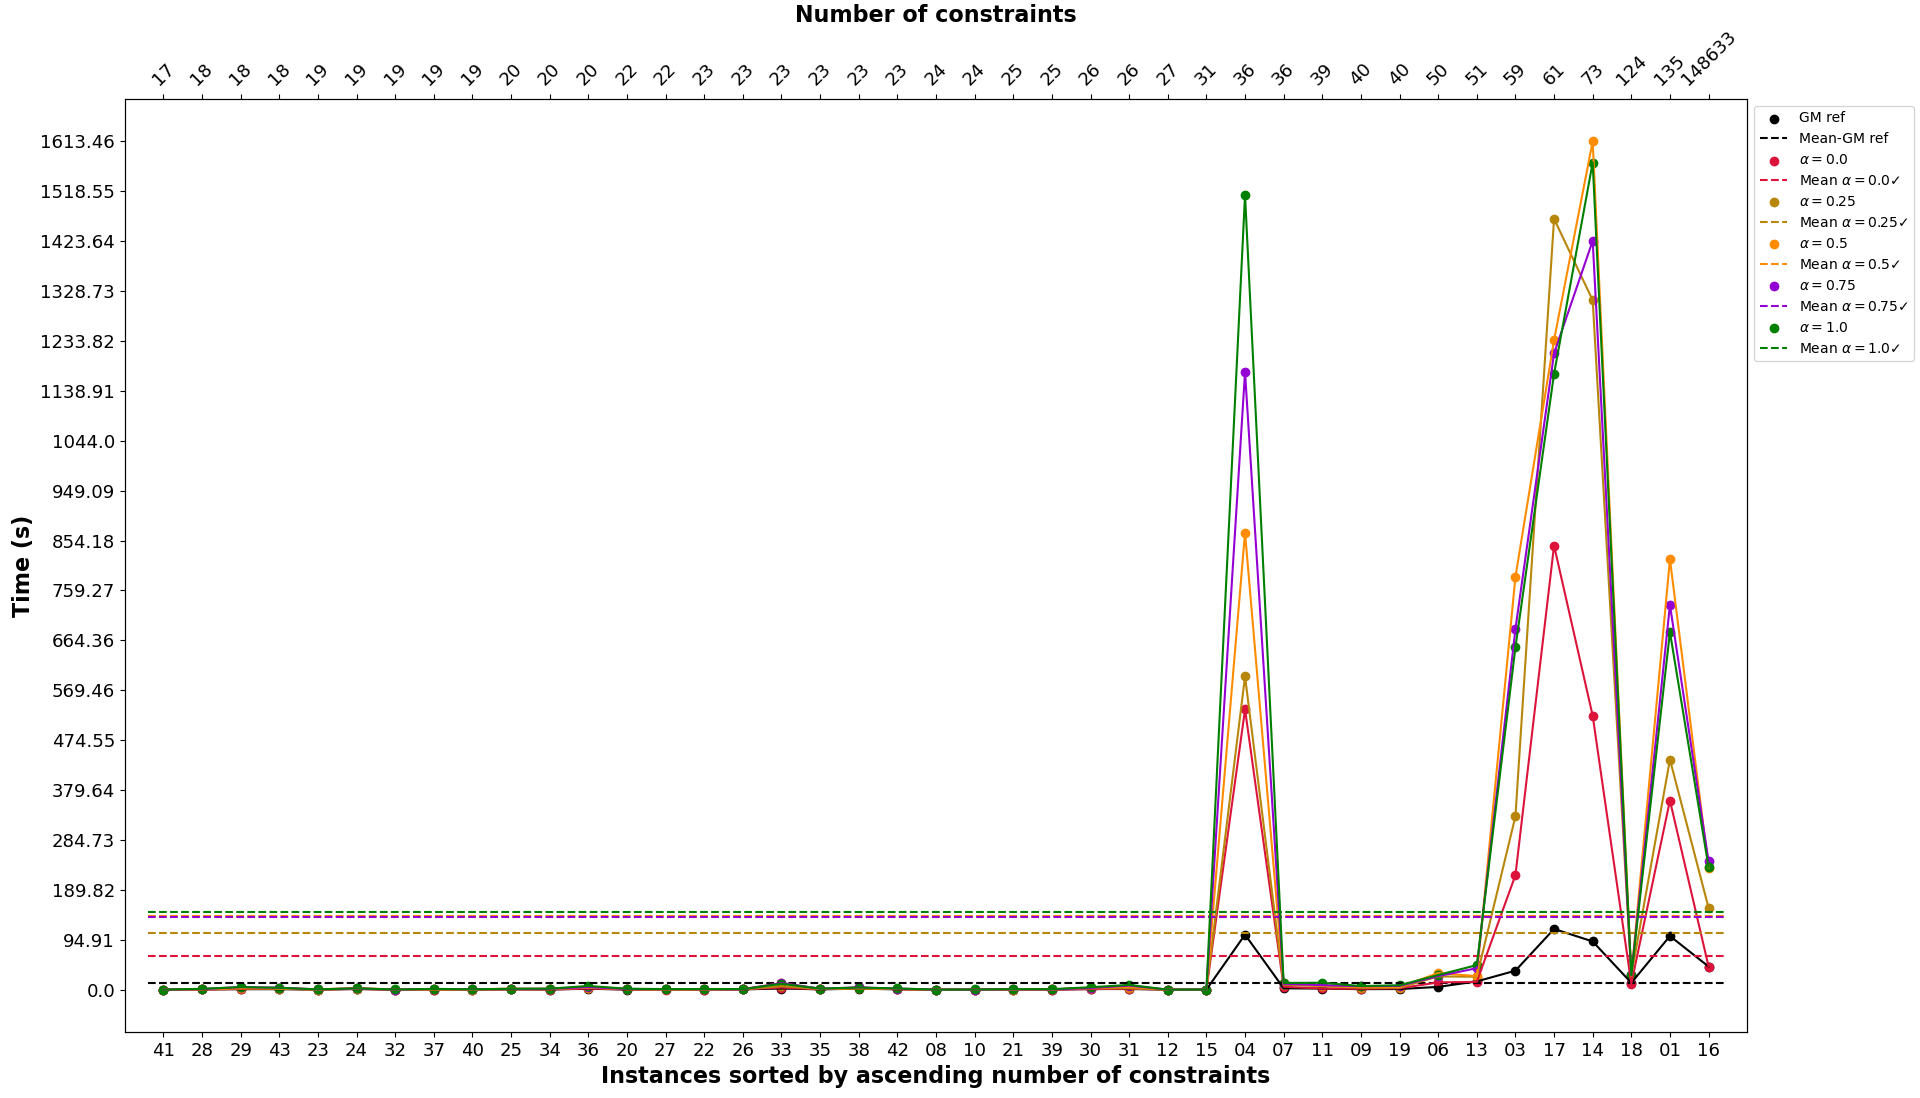 Number of constraints
17 18 18 18 19 19 19 19 19 20 20 20 22 22 23 23 23 23 23 24 24 25 25 26 26 27 31 36 36 39 40 40 50 51 59 61 73 124 135 148633
1613.46
1518.55
1423.64
1328.73
1233.82
1138.91
1044.0
949.09
854.18
759.27
664.36
569.46
474.55
379.64
284.73
189.82
94.91
0.0
Time (s)
GM ref
Mean-GM ref
α = 0.0
Mean α = 0.0✓
α = 0.25
Mean α = 0.25✓
α = 0.5
Mean α = 0.5✓
α = 0.75
Mean α = 0.75✓
α = 1.0
Mean α = 1.0✓
41 28 29 43 23 24 32 37 40 25 34 36 20 27 22 26 33 35 38 42 08 10 21 39 30 31 12 15 04 07 11 09 19 06 13 03 17 14 18 01 16
Instances sorted by ascending number of constraints